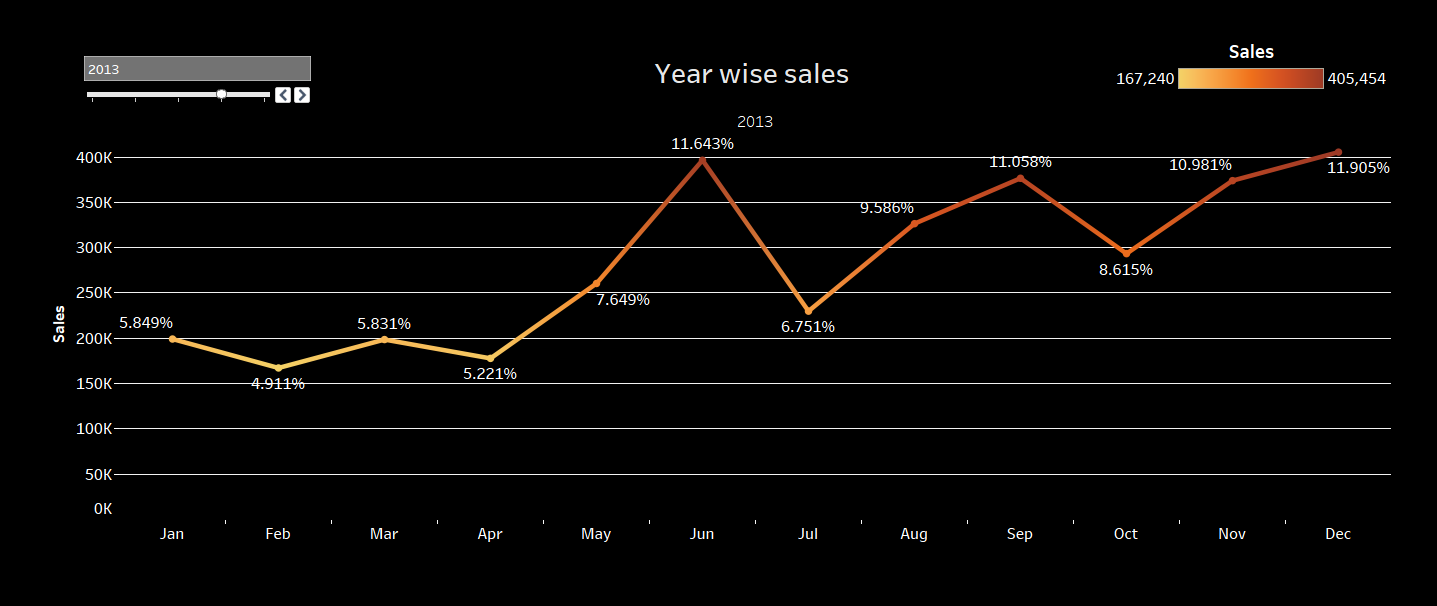 2013
Year wise sales
Sales
167,240
405,454
2013
Sales
400K
350K
300K
250K
200K
150K
100K
50K
0K
5.849%
4.911%
5.831%
5.221%
7.649%
11.643%
6.751%
9.586%
11.058%
8.615%
10.981%
11.905%
Jan Feb Mar Apr May Jun Jul Aug Sep Oct Nov Dec